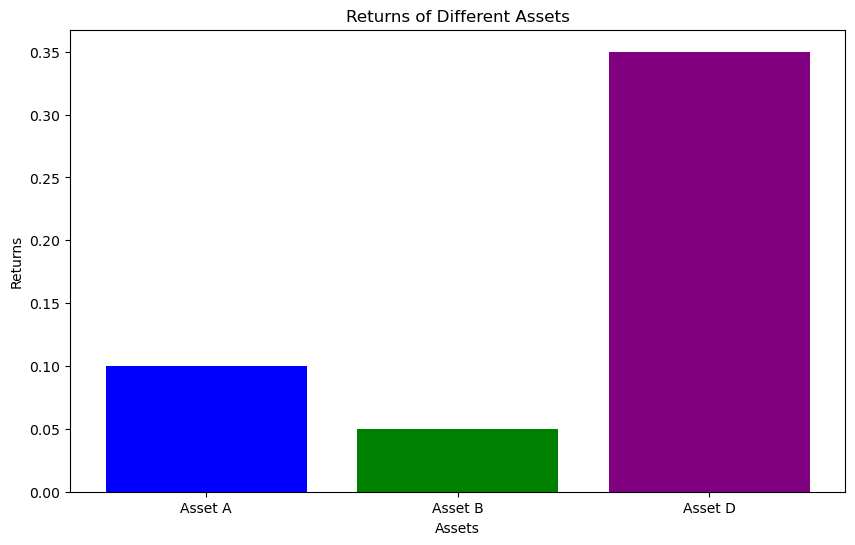 Returns of Different Assets
Returns
0.35
0.30
0.25
0.20
0.15
0.10
0.05
0.00
Asset A
Asset B
Asset D
Assets